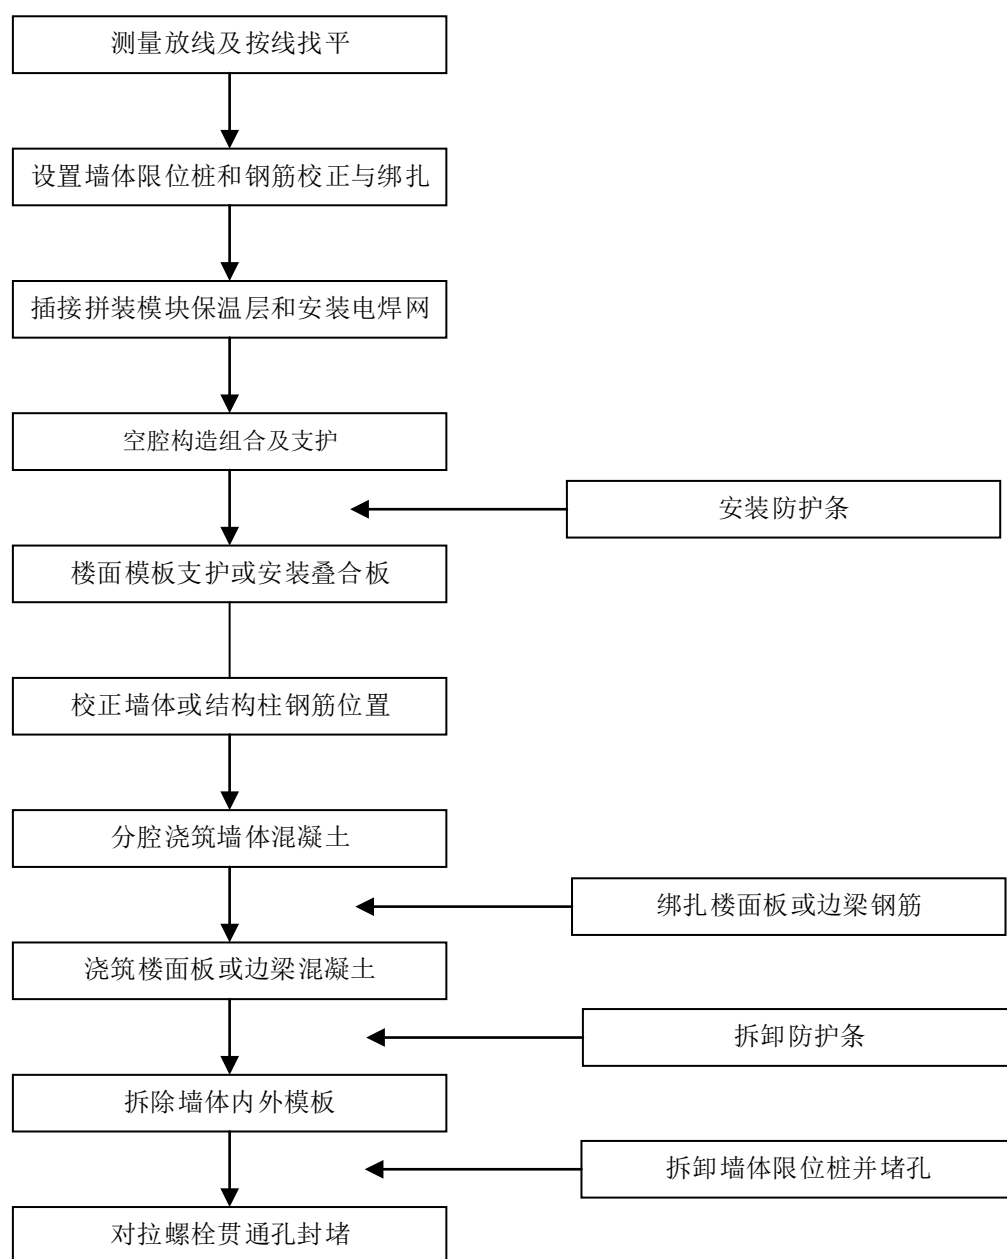 测量放线及按线找平
设置墙体限位桩和钢筋校正与绑扎
插接拼装模块保温层和安装电焊网
空腔构造组合及支护
安装防护条
楼面模板支护或安装叠合板
校正墙体或结构柱钢筋位置
分腔浇筑墙体混凝土
绑扎楼面板或边梁钢筋
浇筑楼面板或边梁混凝土
拆卸防护条
拆除墙体内外模板
拆卸墙体限位桩并堵孔
对拉螺栓贯通孔封堵